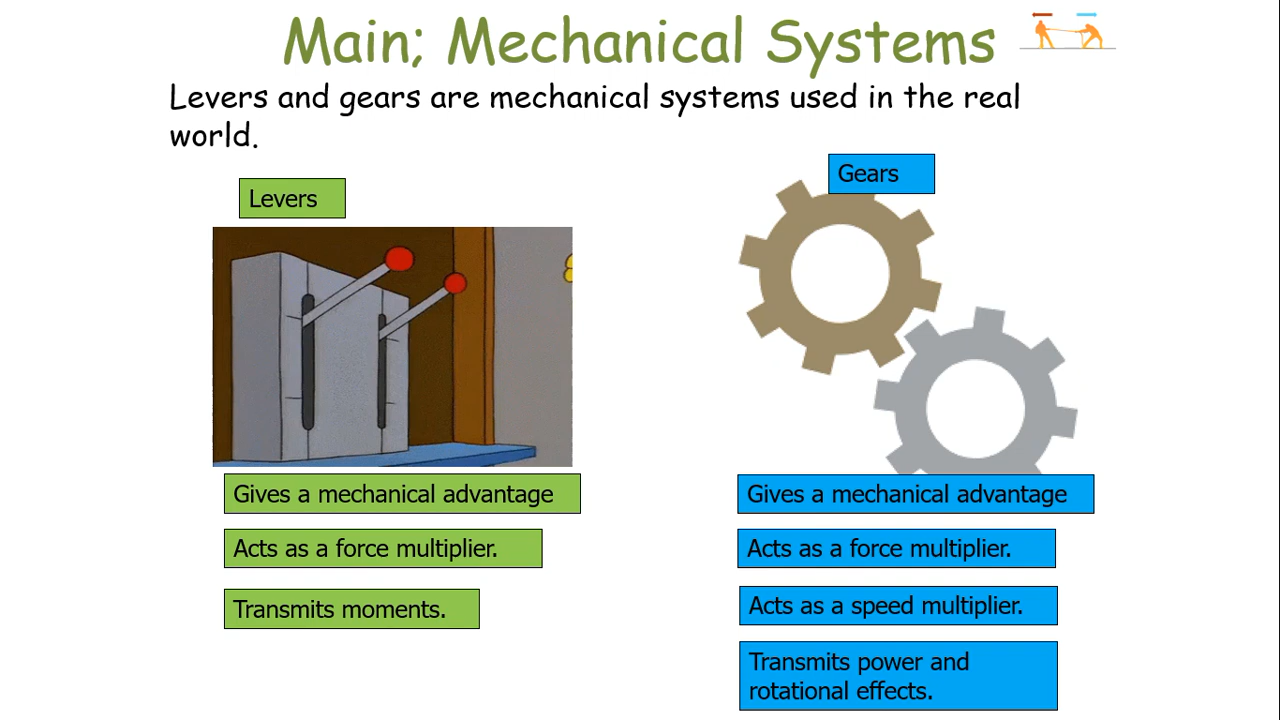 Main; Mechanical Systems
Levers and gears are mechanical systems used in the real
world.
Levers
Gives a mechanical advantage
Acts as a force multiplier.
Transmits moments.
Gears
Gives a mechanical advantage
Acts as a force multiplier.
Acts as a speed multiplier.
Transmits power and
rotational effects.